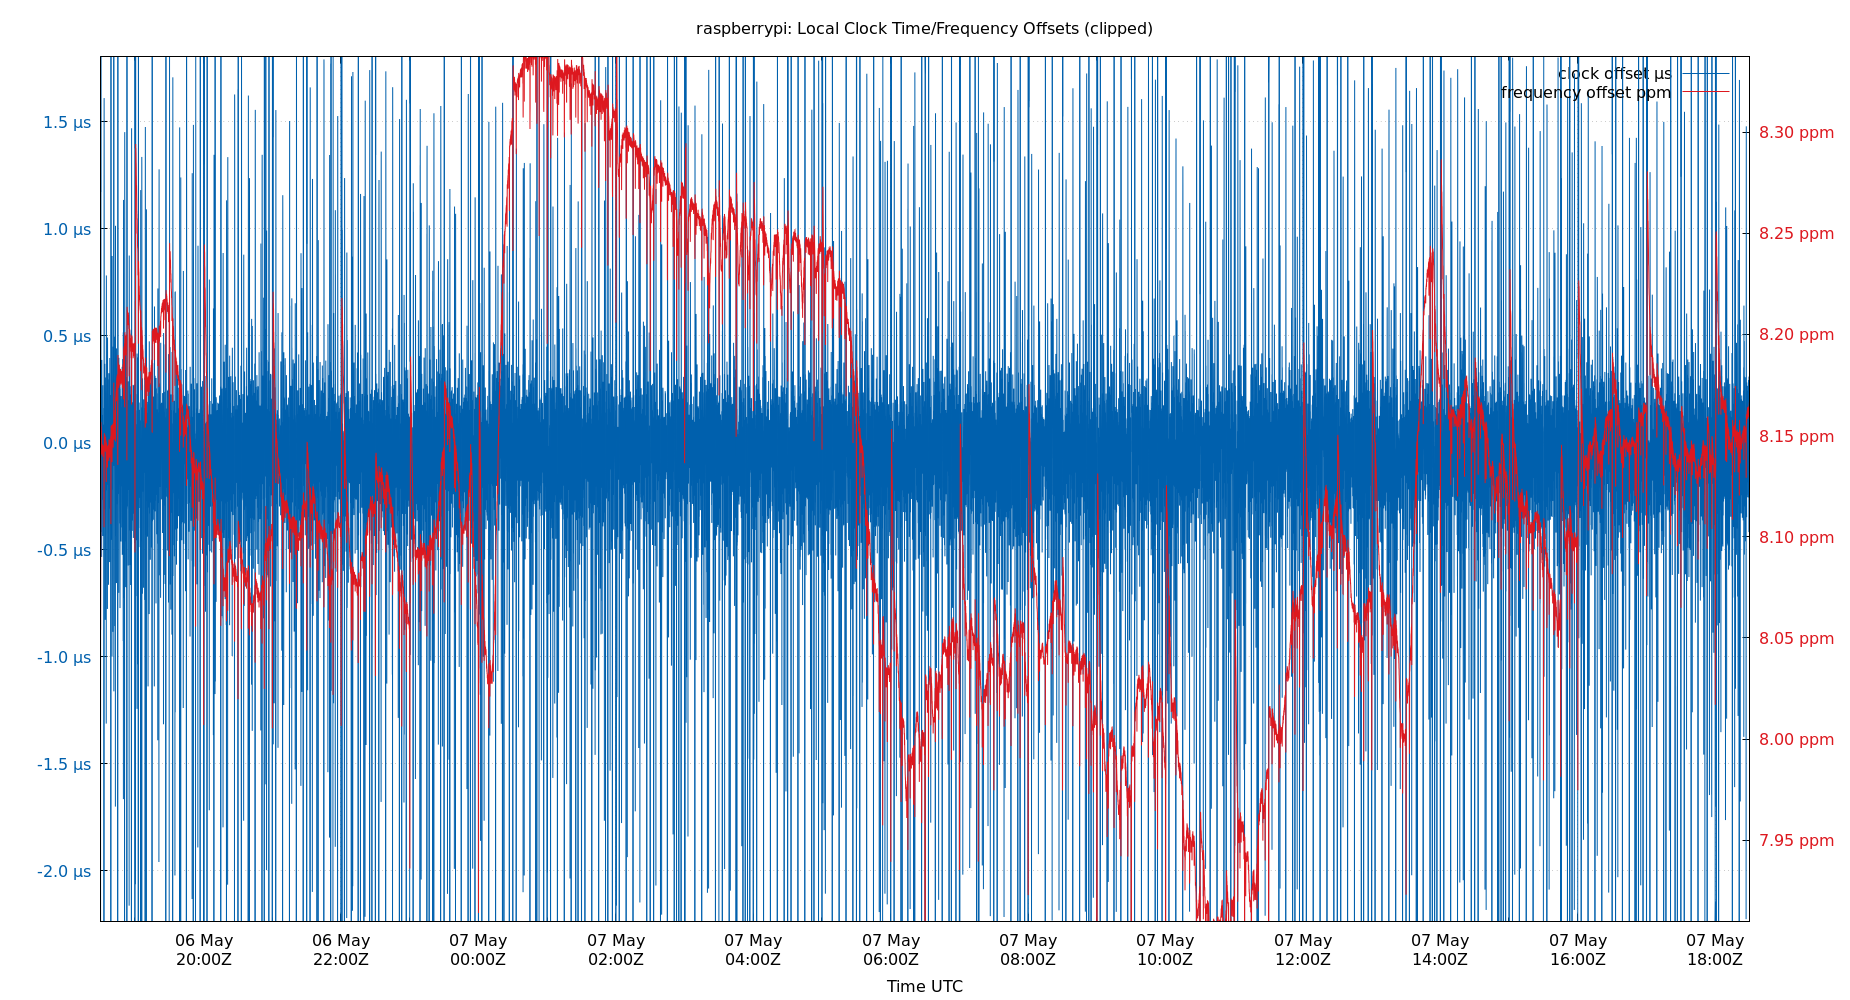 raspberrypi: Local Clock Time/Frequency Offsets (clipped)
clock offset µs
frequency offset ppm
1.5 µs
1.0 µs
0.5 µs
0.0 µs
-0.5 µs
-1.0 µs
-1.5 µs
-2.0 µs
8.30 ppm
8.25 ppm
8.20 ppm
8.15 ppm
8.10 ppm
8.05 ppm
8.00 ppm
7.95 ppm
06 May 06 May 07 May 07 May 07 May 07 May 07 May 07 May 07 May 07 May 07 May 07 May
20:00Z 22:00Z 00:00Z 02:00Z 04:00Z 06:00Z 08:00Z 10:00Z 12:00Z 14:00Z 16:00Z 18:00Z
Time UTC